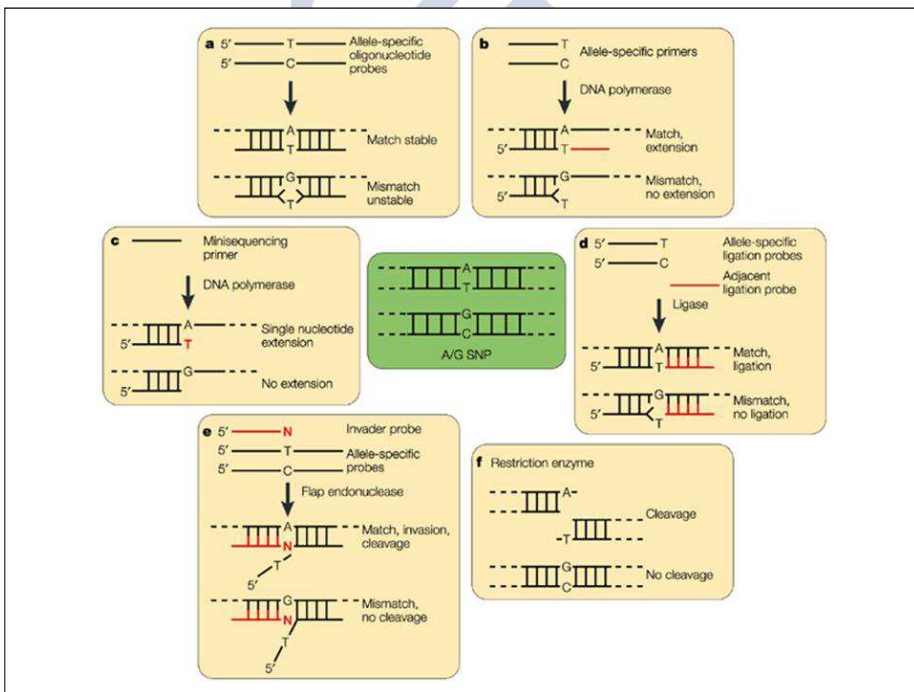 a
5′ T Allele-specific
5′ C oligonucleotide
probes
A
T Match stable
G
T Mismatch
unstable
b
T
C Allele-specific primers
DNA polymerase
A
5′ T Match,
extension
G
5′ T Mismatch,
no extension
c Minisequencing
primer
DNA polymerase
A
5′ T Single nucleotide
extension
G
5′ No extension
A
T
G
C
A/G SNP
d 5′ T Allele-specific
5′ C ligation probes
Adjacent
ligation probe
Ligase
A
5′ T Match,
ligation
G
5′ T Mismatch,
no ligation
e 5′ N Invader probe
5′ T Allele-specific
5′ C probes
Flap endonuclease
A
N Match, invasion,
cleavage
T
5′
G
N Mismatch,
no cleavage
T
5′
f Restriction enzyme
A
T Cleavage
G
C No cleavage